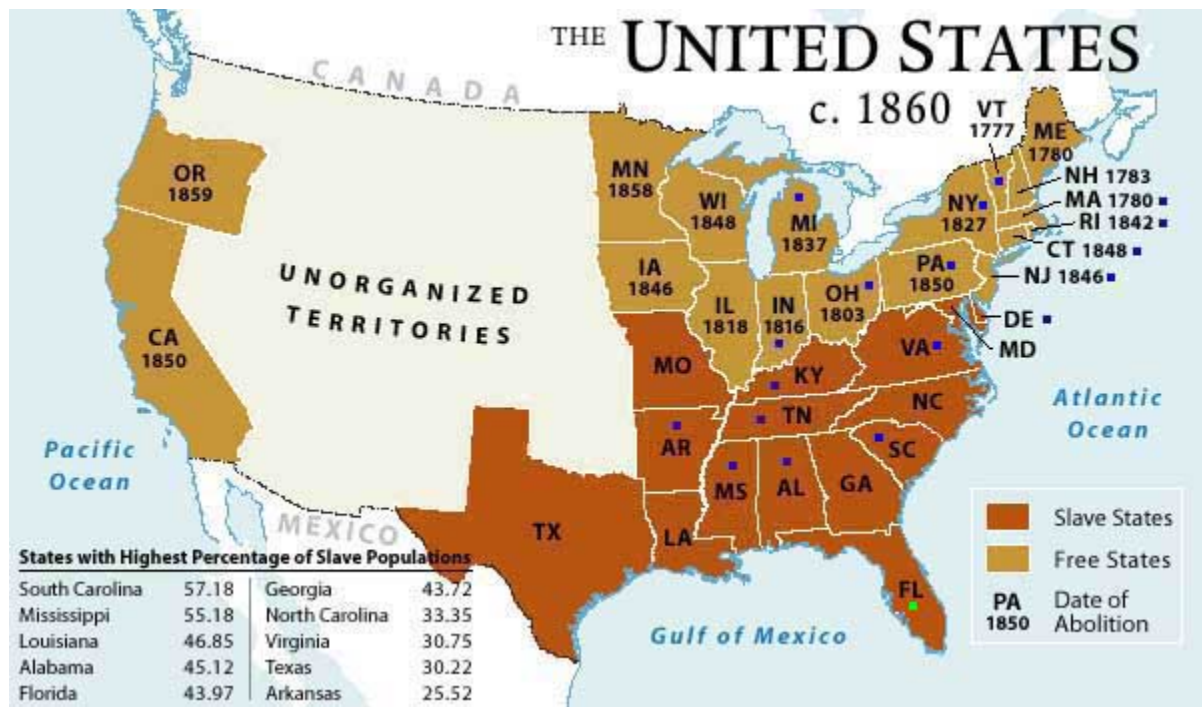 THE UNITED STATES
c. 1860
CANADA
VT
1777
ME
1780
NH 1783
MA 1780
RI 1842
CT 1848
NJ 1846
DE
MD
OR
1859
MN
1858
WI
1848
MI
1837
NY
1827
PA
1850
IA
1846
IL
1818
IN
1816
OH
1803
UNORGANIZED
TERRITORIES
CA
1850
MO
KY
VA
NC
TN
AR
SC
MS
AL
GA
LA
TX
FL
Pacific
Ocean
Atlantic
Ocean
MEXICO
Gulf of Mexico
Slave States
Free States
PA
1850
Date of
Abolition
States with Highest Percentage of Slave Populations
South Carolina 57.18 Georgia 43.72
Mississippi 55.18 North Carolina 33.35
Louisiana 46.85 Virginia 30.75
Alabama 45.12 Texas 30.22
Florida 43.97 Arkansas 25.52